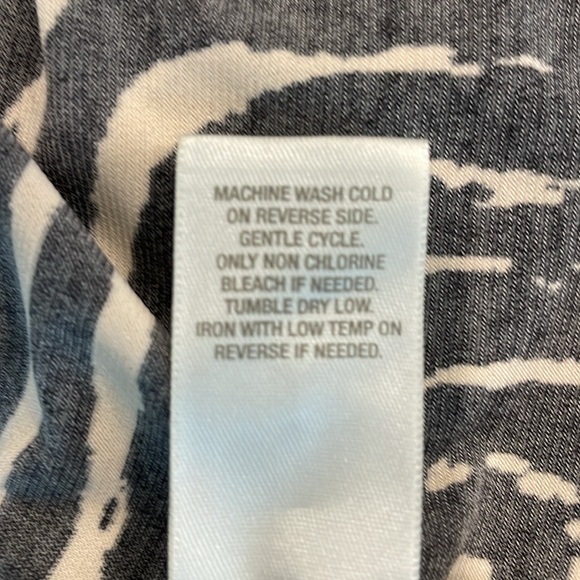 MACHINE WASH COLD
ON REVERSE SIDE.
GENTLE CYCLE.
ONLY NON CHLORINE
BLEACH IF NEEDED.
TUMBLE DRY LOW.
IRON WITH LOW TEMP ON
REVERSE IF NEEDED.